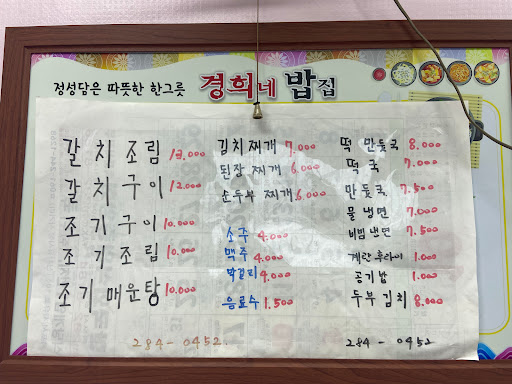 정성담은 따뜻한 한그릇 경희네 밥집
갈치조림 13.000
갈치구이 12.000
조기구이 10.000
조기조림 10.000
조기매운탕 10.000
김치찌개 7.000
된장 찌개 6.000
순두부 찌개 6.000
소주 4.000
맥주 4.000
막걸리 4.000
음료수 1.500
떡 만둣국 8.000
떡국 7.000
만둣국 7.500
물냉면 7.000
비빔냉면 7.500
계란후라이 1.000
공기밥 1.000
두부김치 8.000
284-0452
284-0452